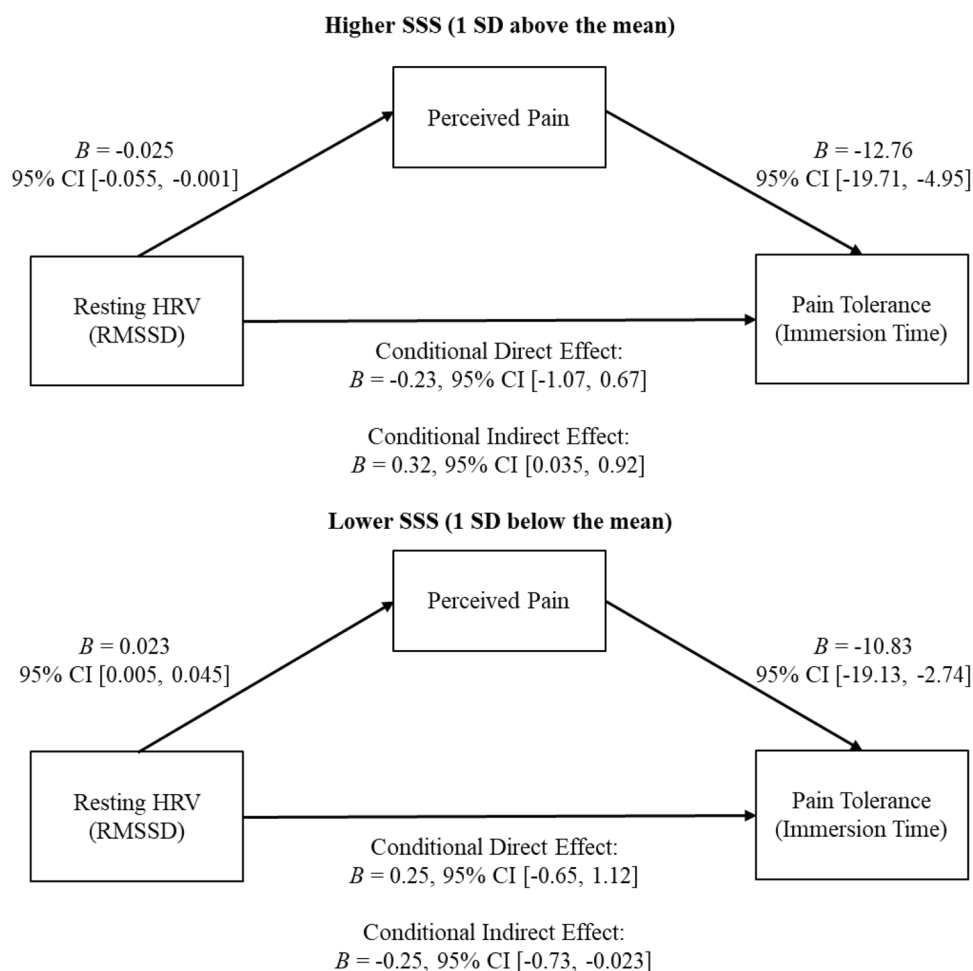 Higher SSS (1 SD above the mean)
Perceived Pain
B = -0.025
95% CI [-0.055, -0.001]
B = -12.76
95% CI [-19.71, -4.95]
Resting HRV
(RMSSD)
Pain Tolerance
(Immersion Time)
Conditional Direct Effect:
B = -0.23, 95% CI [-1.07, 0.67]
Conditional Indirect Effect:
B = 0.32, 95% CI [0.035, 0.92]
Lower SSS (1 SD below the mean)
Perceived Pain
B = 0.023
95% CI [0.005, 0.045]
B = -10.83
95% CI [-19.13, -2.74]
Resting HRV
(RMSSD)
Pain Tolerance
(Immersion Time)
Conditional Direct Effect:
B = 0.25, 95% CI [-0.65, 1.12]
Conditional Indirect Effect:
B = -0.25, 95% CI [-0.73, -0.023]